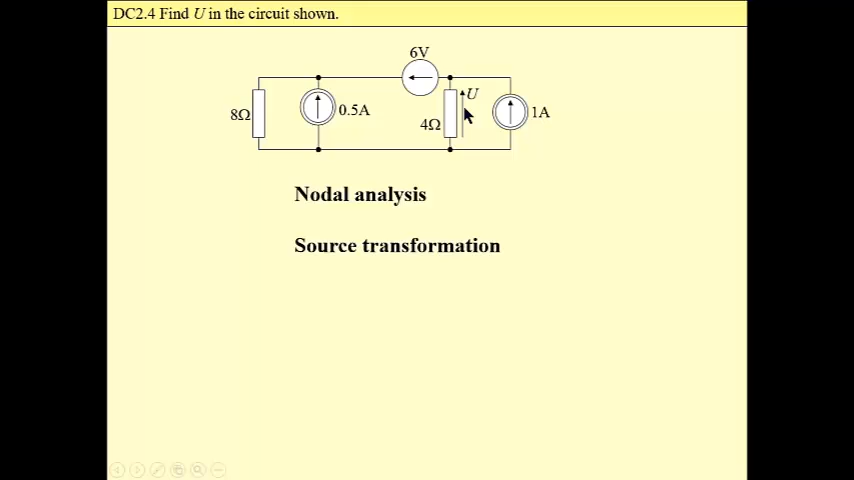 DC2.4 Find U in the circuit shown.
6V
U
8Ω
0.5A
4Ω
1A
Nodal analysis
Source transformation